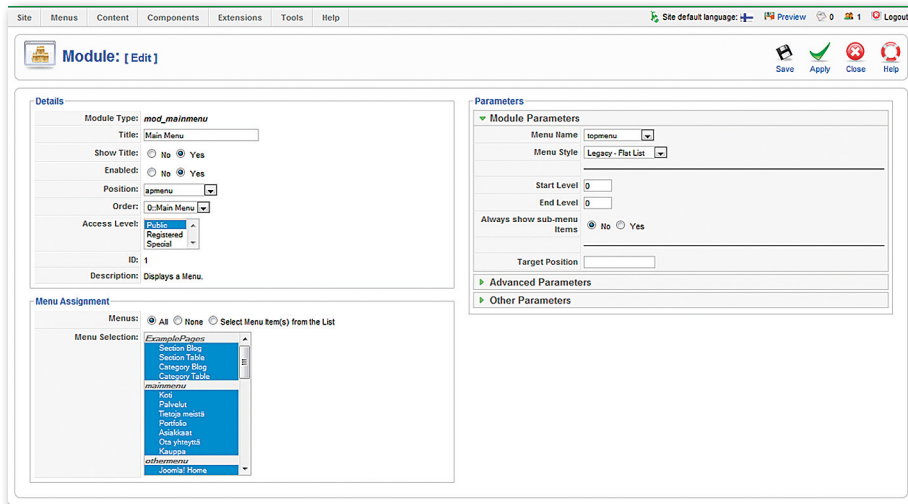 Site Menus Content Components Extensions Tools Help Site default language: Preview 0 1 Logout
Module: [ Edit ]
Save Apply Close Help
Details
Module Type: mod_mainmenu
Title: Main Menu
Show Title: No Yes
Enabled: No Yes
Position: apmenu
Order: 0::Main Menu
Access Level: Public
Registered
Special
ID: 1
Description: Displays a Menu.
Menu Assignment
Menus: All None Select Menu Item(s) from the List
Menu Selection: ExamplePages
Section Blog
Section Table
Category Blog
Category Table
mainmenu
Koti
Palvelut
Tietoja meistä
Portfolio
Asiakkaat
Ota yhteyttä
Kauppa
othermenu
Joomla! Home
Parameters
Module Parameters
Menu Name topmenu
Menu Style Legacy - Flat List
Start Level 0
End Level 0
Always show sub-menu
Items No Yes
Target Position
Advanced Parameters
Other Parameters